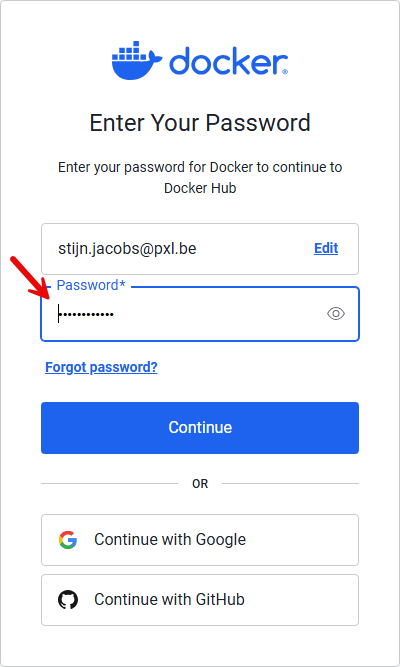 docker®
Enter Your Password
Enter your password for Docker to continue to
Docker Hub
stijn.jacobs@pxl.be Edit
Password*
••••••••••••
Forgot password?
Continue
OR
Continue with Google
Continue with GitHub